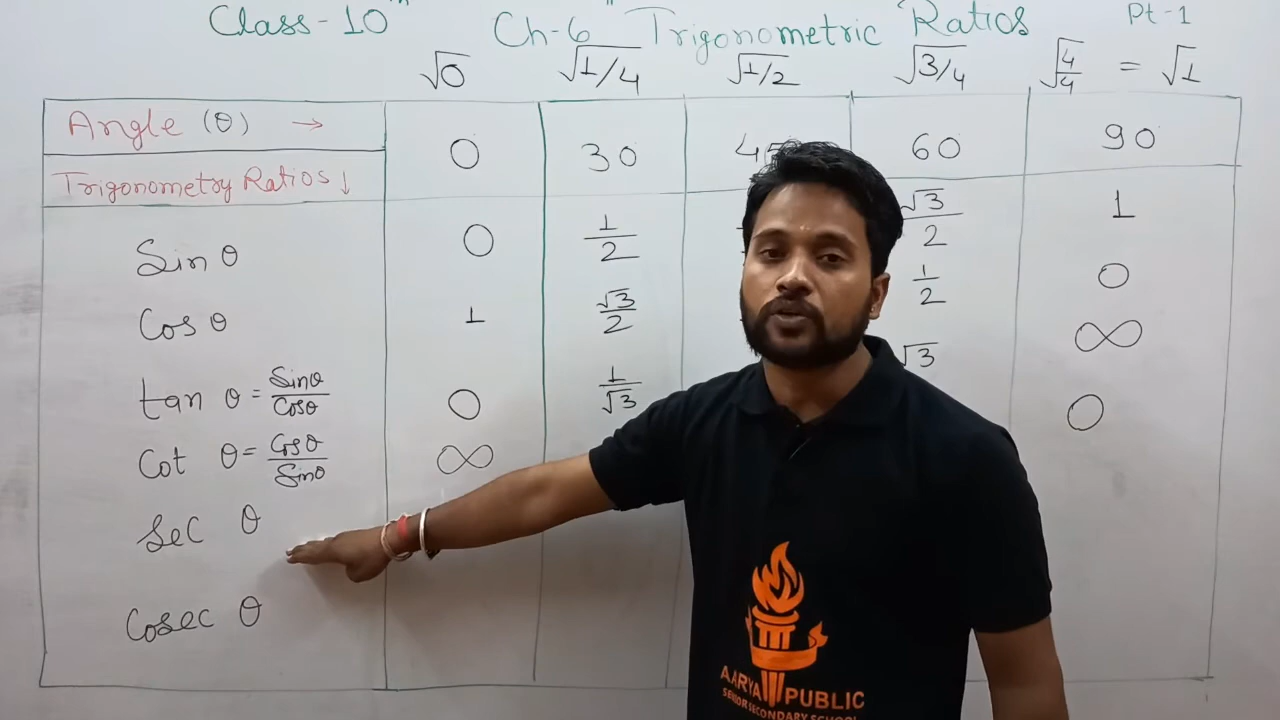 Class-10th Ch-6 "Trigonometric Ratios Pt-1
√0 √1/4 √1/2 √3/4 √4/4 = √1
Angle (θ) → 0 30 60 90
Trigonometry Ratios ↓
Sin θ 0 1/2 √3/2 1
Cos θ 1 √3/2 1/2 0
tan θ = Sinθ/Cosθ 0 1/√3 √3 ∞
Cot θ = Cosθ/Sinθ ∞ 0
Sec θ
Cosec θ
AARYA PUBLIC
SENIOR SECONDARY SCHOOL